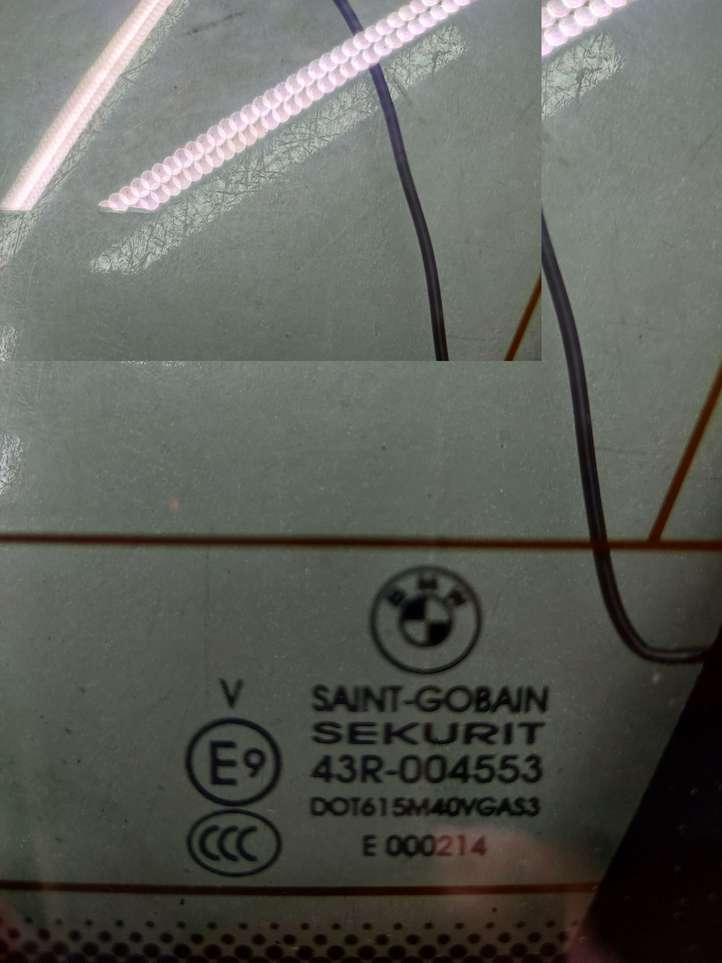 BMW
V
SAINT-GOBAIN
SEKURIT
E9
43R-004553
DOT615M40VGAS3
CCC
E 000214